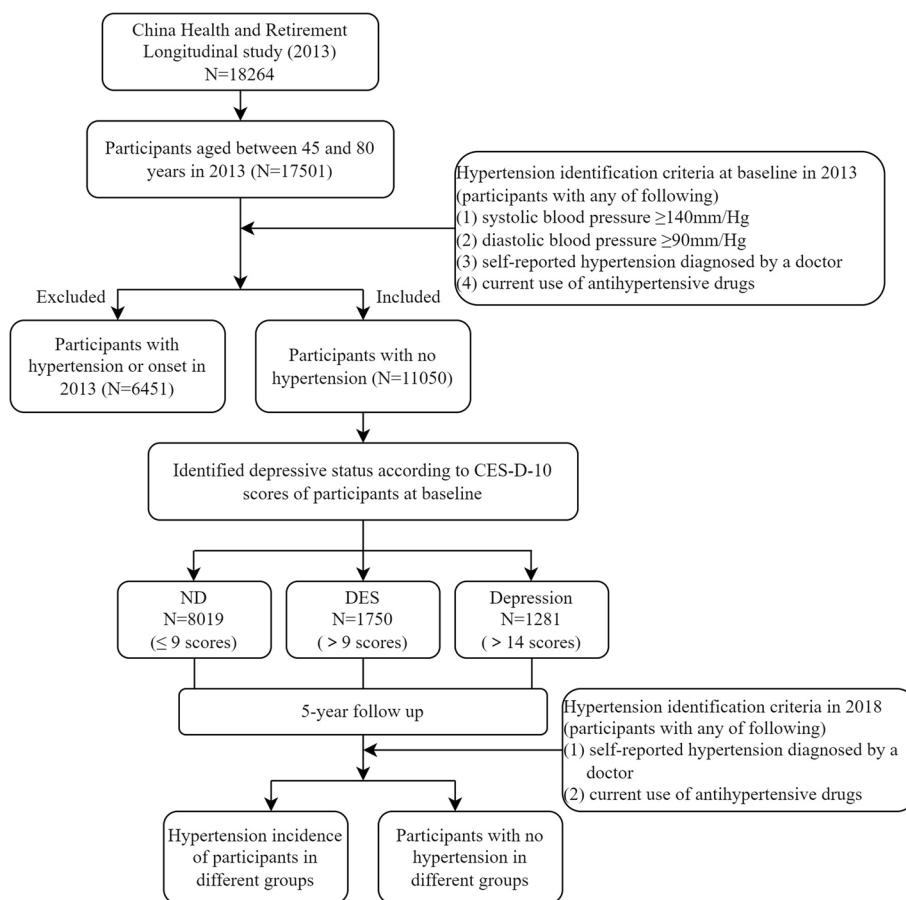 China Health and Retirement
Longitudinal study (2013)
N=18264
Participants aged between 45 and 80
years in 2013 (N=17501)
Hypertension identification criteria at baseline in 2013
(participants with any of following)
(1) systolic blood pressure ≥140mm/Hg
(2) diastolic blood pressure ≥90mm/Hg
(3) self-reported hypertension diagnosed by a doctor
(4) current use of antihypertensive drugs
Excluded
Included
Participants with
hypertension or onset in
2013 (N=6451)
Participants with no
hypertension (N=11050)
Identified depressive status according to CES-D-10
scores of participants at baseline
ND
N=8019
(≤ 9 scores)
DES
N=1750
(> 9 scores)
Depression
N=1281
(> 14 scores)
5-year follow up
Hypertension identification criteria in 2018
(participants with any of following)
(1) self-reported hypertension diagnosed by a
doctor
(2) current use of antihypertensive drugs
Hypertension incidence
of participants in
different groups
Participants with no
hypertension in
different groups